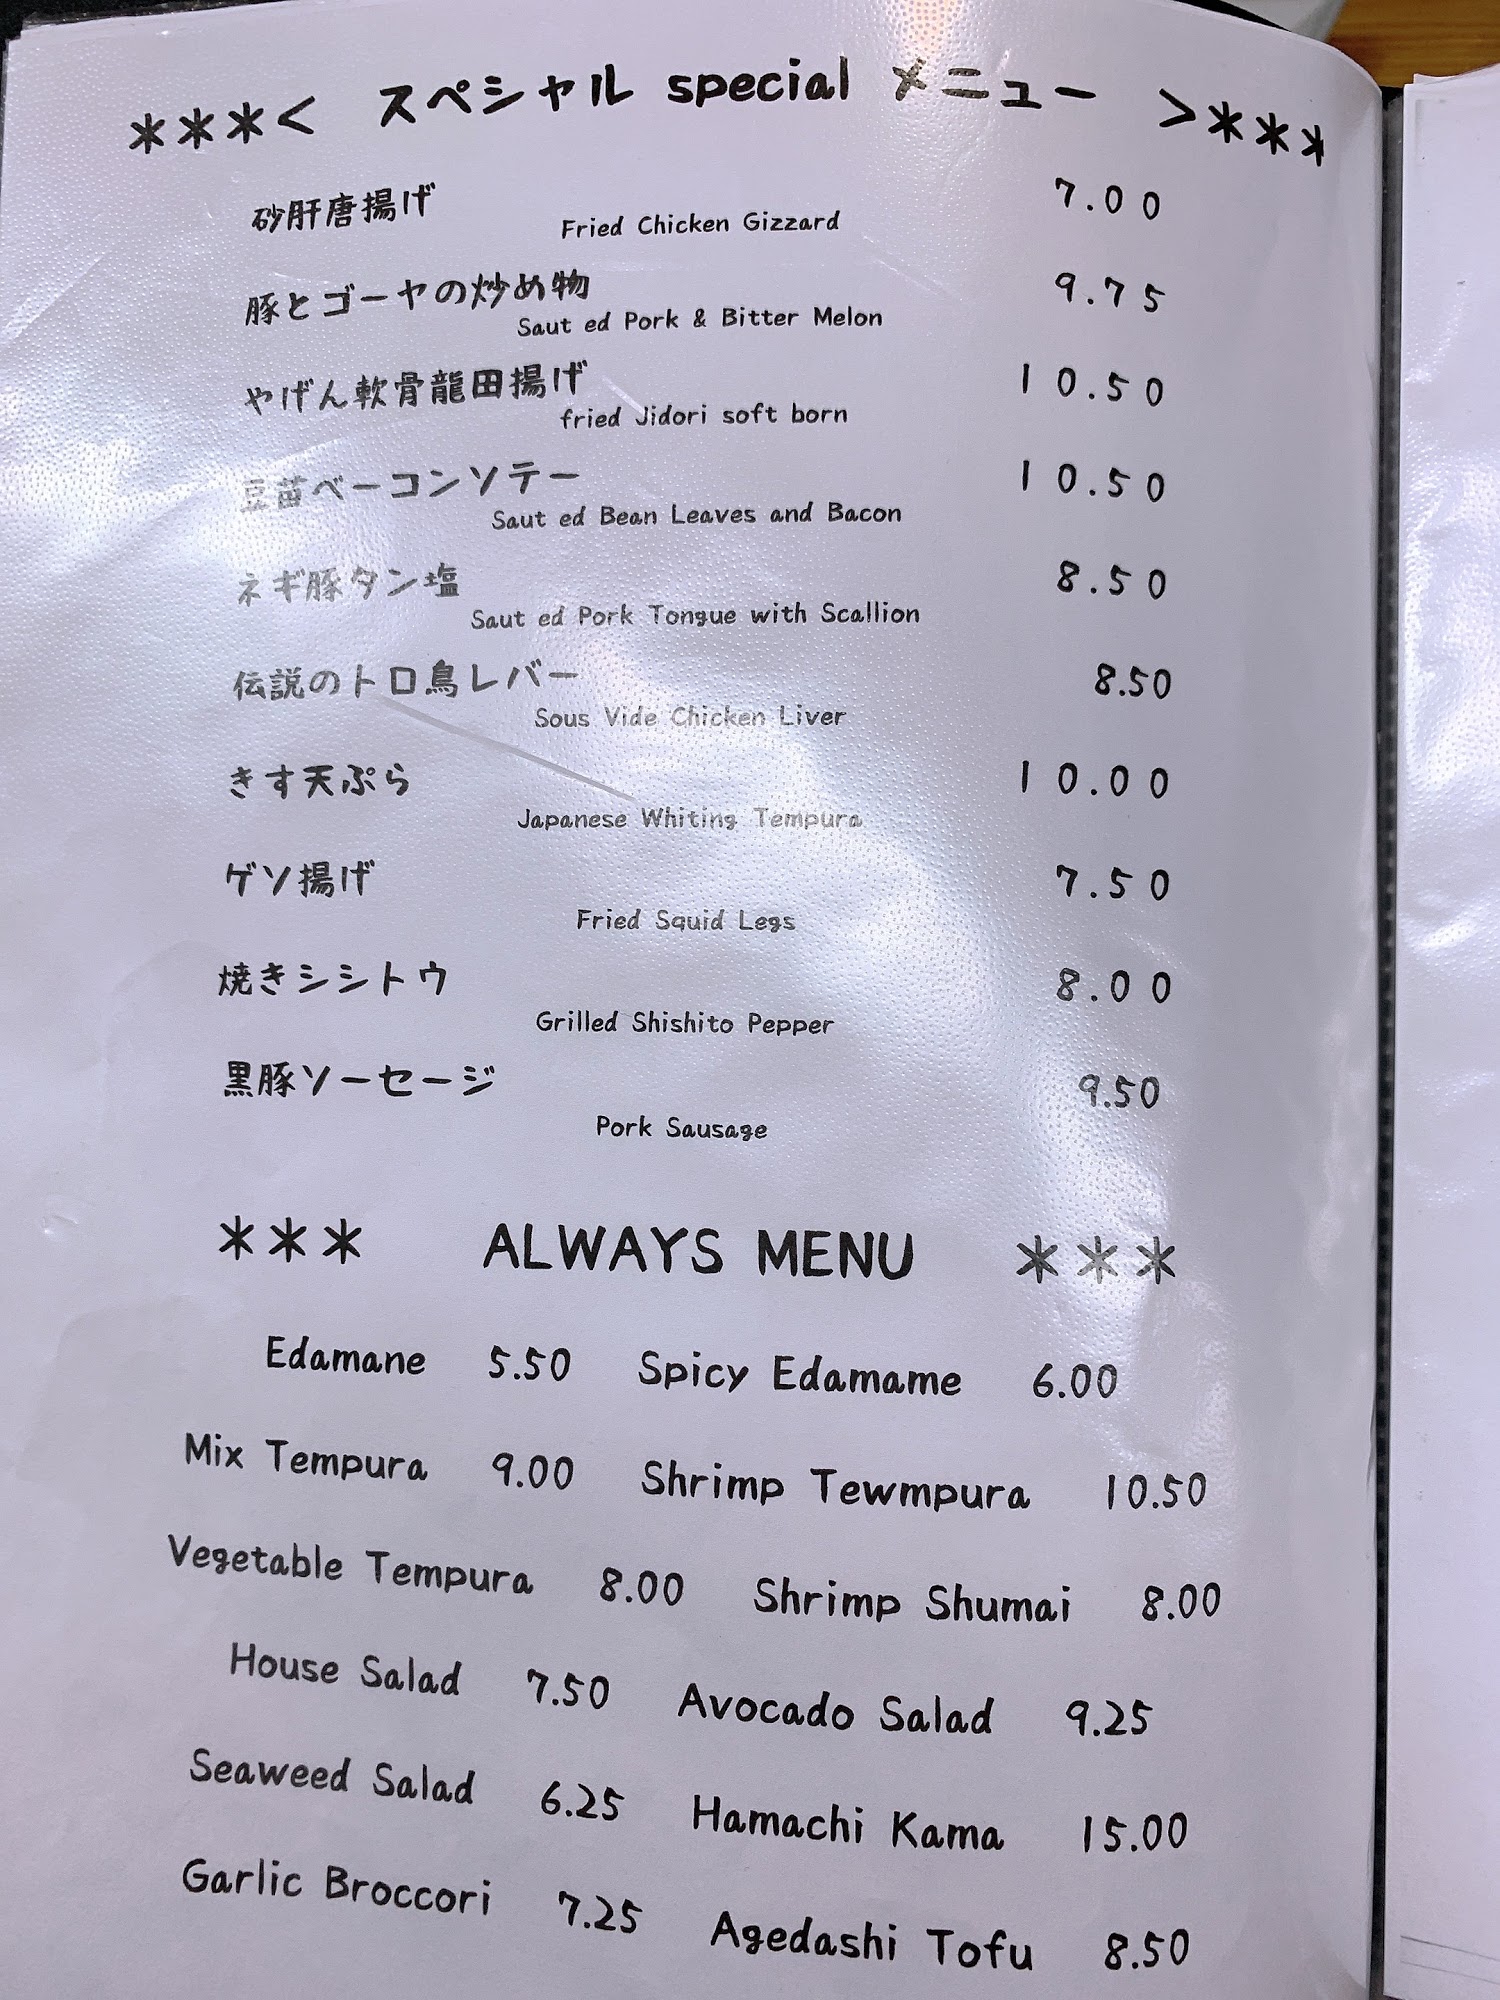 ***< スペシャル special メニュー >***
砂肝唐揚げ 7.00
Fried Chicken Gizzard
豚とゴーヤの炒め物 9.75
Saut ed Pork & Bitter Melon
やげん軟骨龍田揚げ 10.50
fried Jidori soft born
豆苗ベーコンソテー 10.50
Saut ed Bean Leaves and Bacon
ネギ豚タン塩 8.50
Saut ed Pork Tongue with Scallion
伝説のトロ鳥レバー 8.50
Sous Vide Chicken Liver
きす天ぷら 10.00
Japanese Whiting Tempura
ゲソ揚げ 7.50
Fried Squid Legs
焼きシシトウ 8.00
Grilled Shishito Pepper
黒豚ソーセージ 9.50
Pork Sausage
*** ALWAYS MENU ***
Edamane 5.50 Spicy Edamame 6.00
Mix Tempura 9.00 Shrimp Tewmpura 10.50
Vegetable Tempura 8.00 Shrimp Shumai 8.00
House Salad 7.50 Avocado Salad 9.25
Seaweed Salad 6.25 Hamachi Kama 15.00
Garlic Broccori 7.25 Agedashi Tofu 8.50